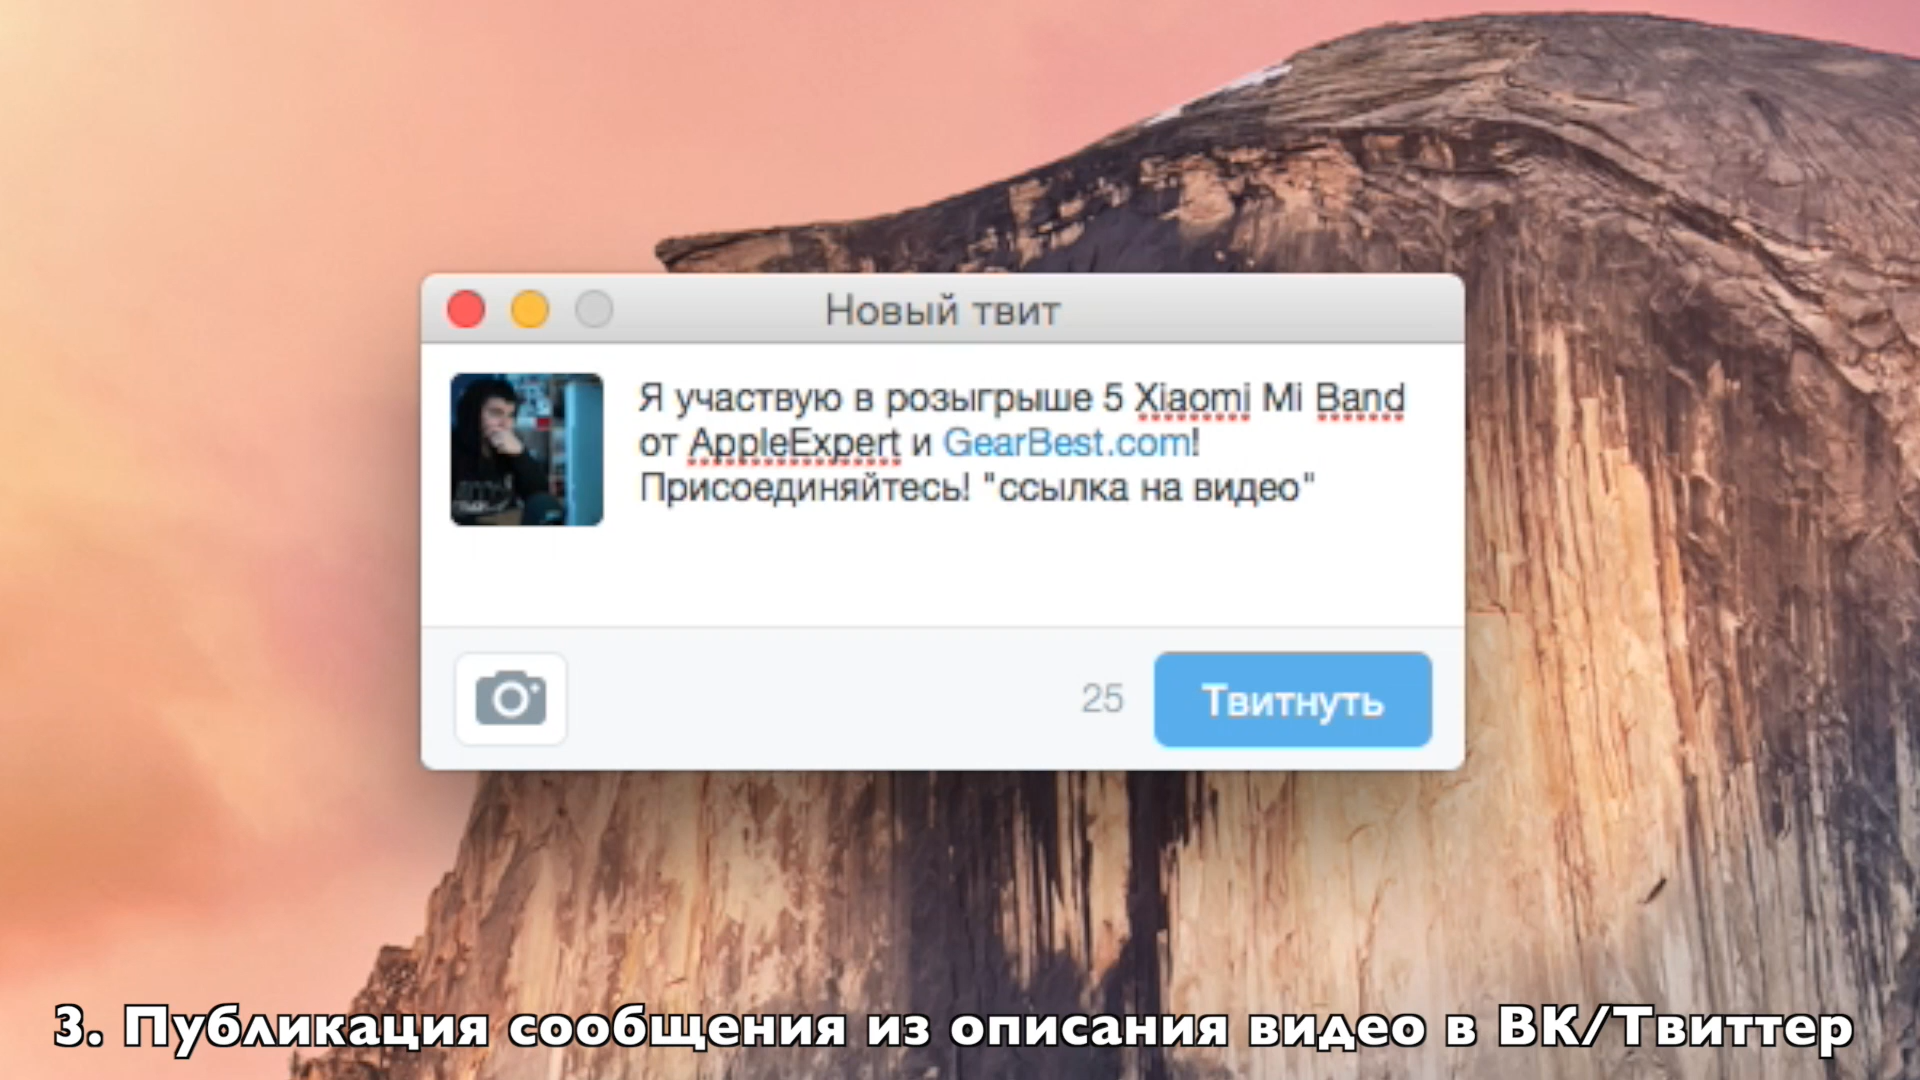 Новый твит
Я участвую в розыгрыше 5 Xiaomi Mi Band
от AppleExpert и GearBest.com!
Присоединяйтесь! "ссылка на видео"
25
Твитнуть
3. Публикация сообщения из описания видео в ВК/Твиттер